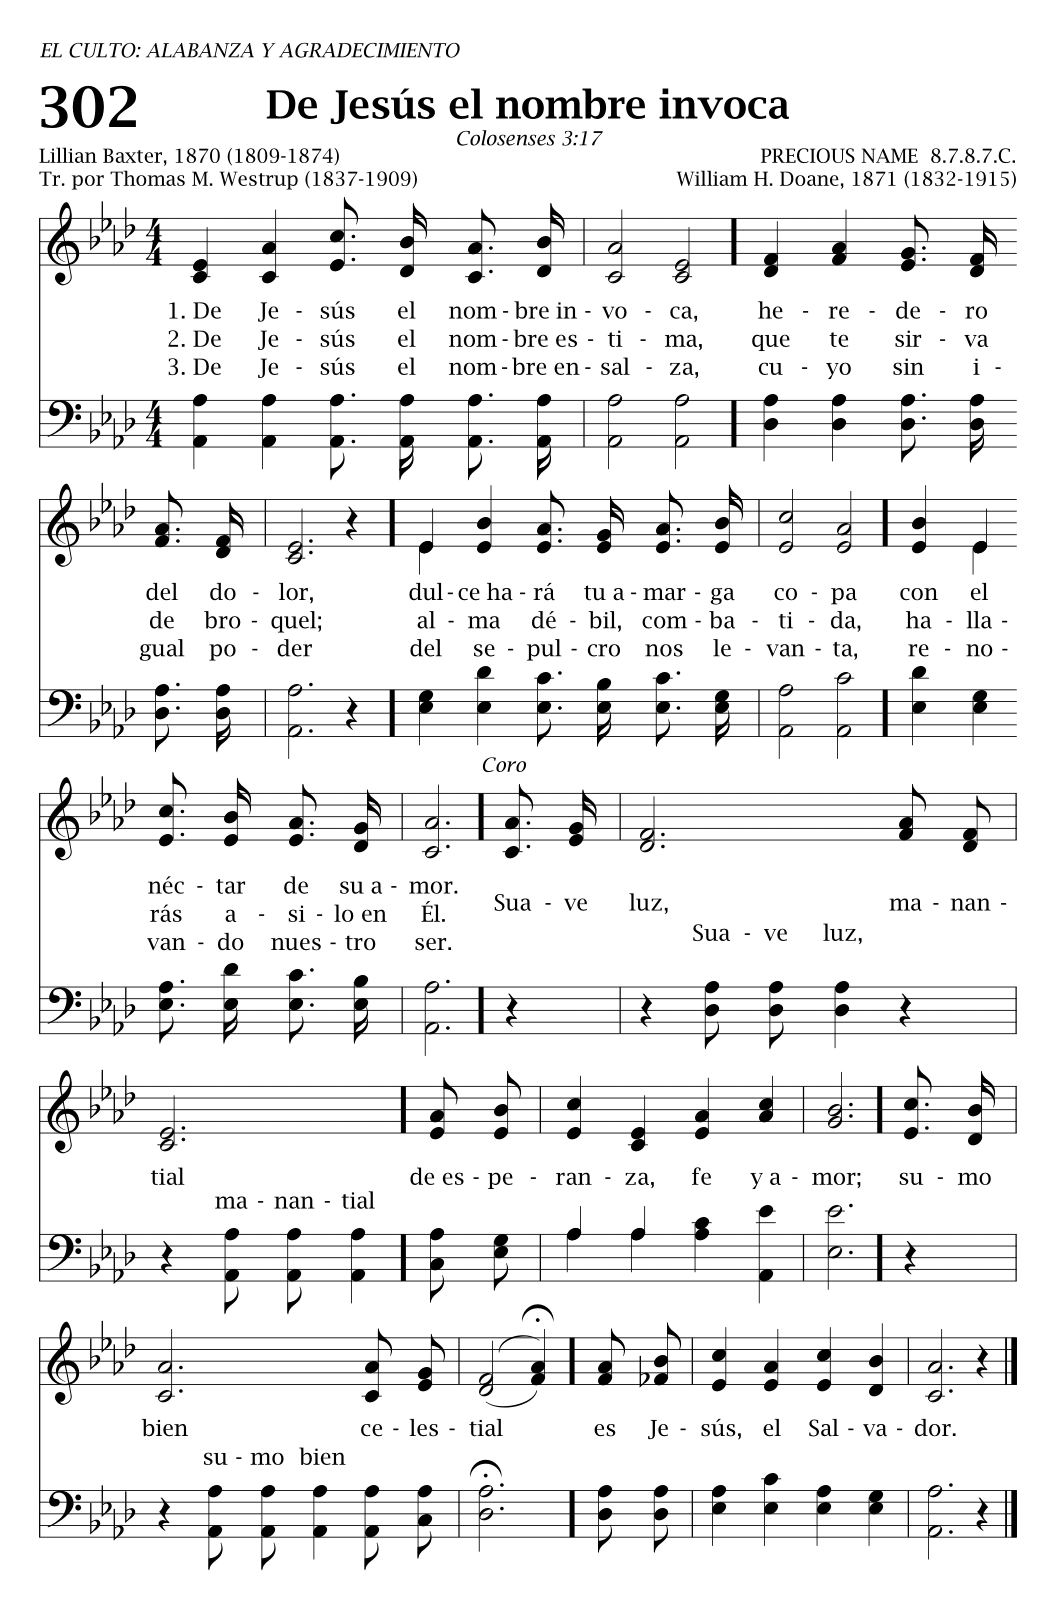 EL CULTO: ALABANZA Y AGRADECIMIENTO
302 De Jesús el nombre invoca
Colosenses 3:17
Lillian Baxter, 1870 (1809-1874) PRECIOUS NAME 8.7.8.7.C.
Tr. por Thomas M. Westrup (1837-1909) William H. Doane, 1871 (1832-1915)
1. De Je - sús el nom - bre in - vo - ca, he - re - de - ro
2. De Je - sús el nom - bre es - ti - ma, que te sir - va
3. De Je - sús el nom - bre en - sal - za, cu - yo sin i -
del do - lor, dul - ce ha - rá tu a - mar - ga co - pa con el
de bro - quel; al - ma dé - bil, com - ba - ti - da, ha - lla -
gual po - der del se - pul - cro nos le - van - ta, re - no -
Coro
néc - tar de su a - mor. Sua - ve luz, ma - nan -
rás a - si - lo en Él. Sua - ve luz,
van - do nues - tro ser.
tial de es - pe - ran - za, fe y a - mor; su - mo
ma - nan - tial
bien ce - les - tial es Je - sús, el Sal - va - dor.
su - mo bien